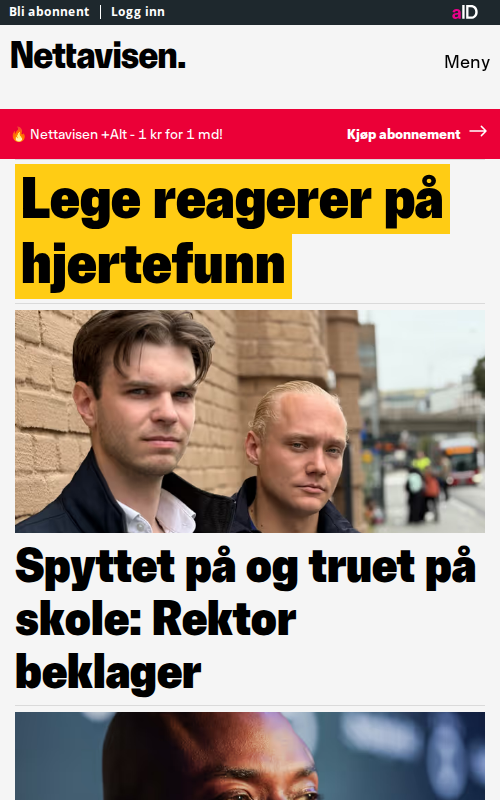 Bli abonnent
Logg inn
aID
Nettavisen.
Meny
🔥 Nettavisen +Alt - 1 kr for 1 md!
Kjøp abonnement →
Lege reagerer på
hjertefunn
Spyttet på og truet på
skole: Rektor
beklager